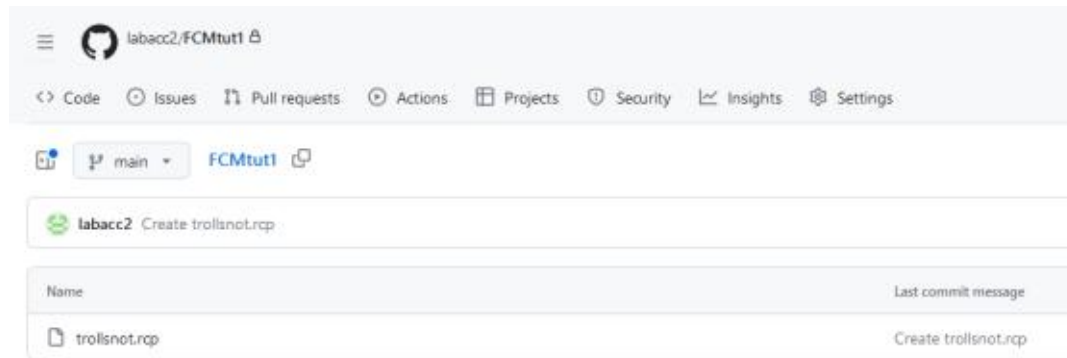 labacc2/FCMtut1
Code Issues Pull requests Actions Projects Security Insights Settings
main FCMtut1
labacc2 Create trollsnot.rcp
Name Last commit message
trollsnot.rcp Create trollsnot.rcp